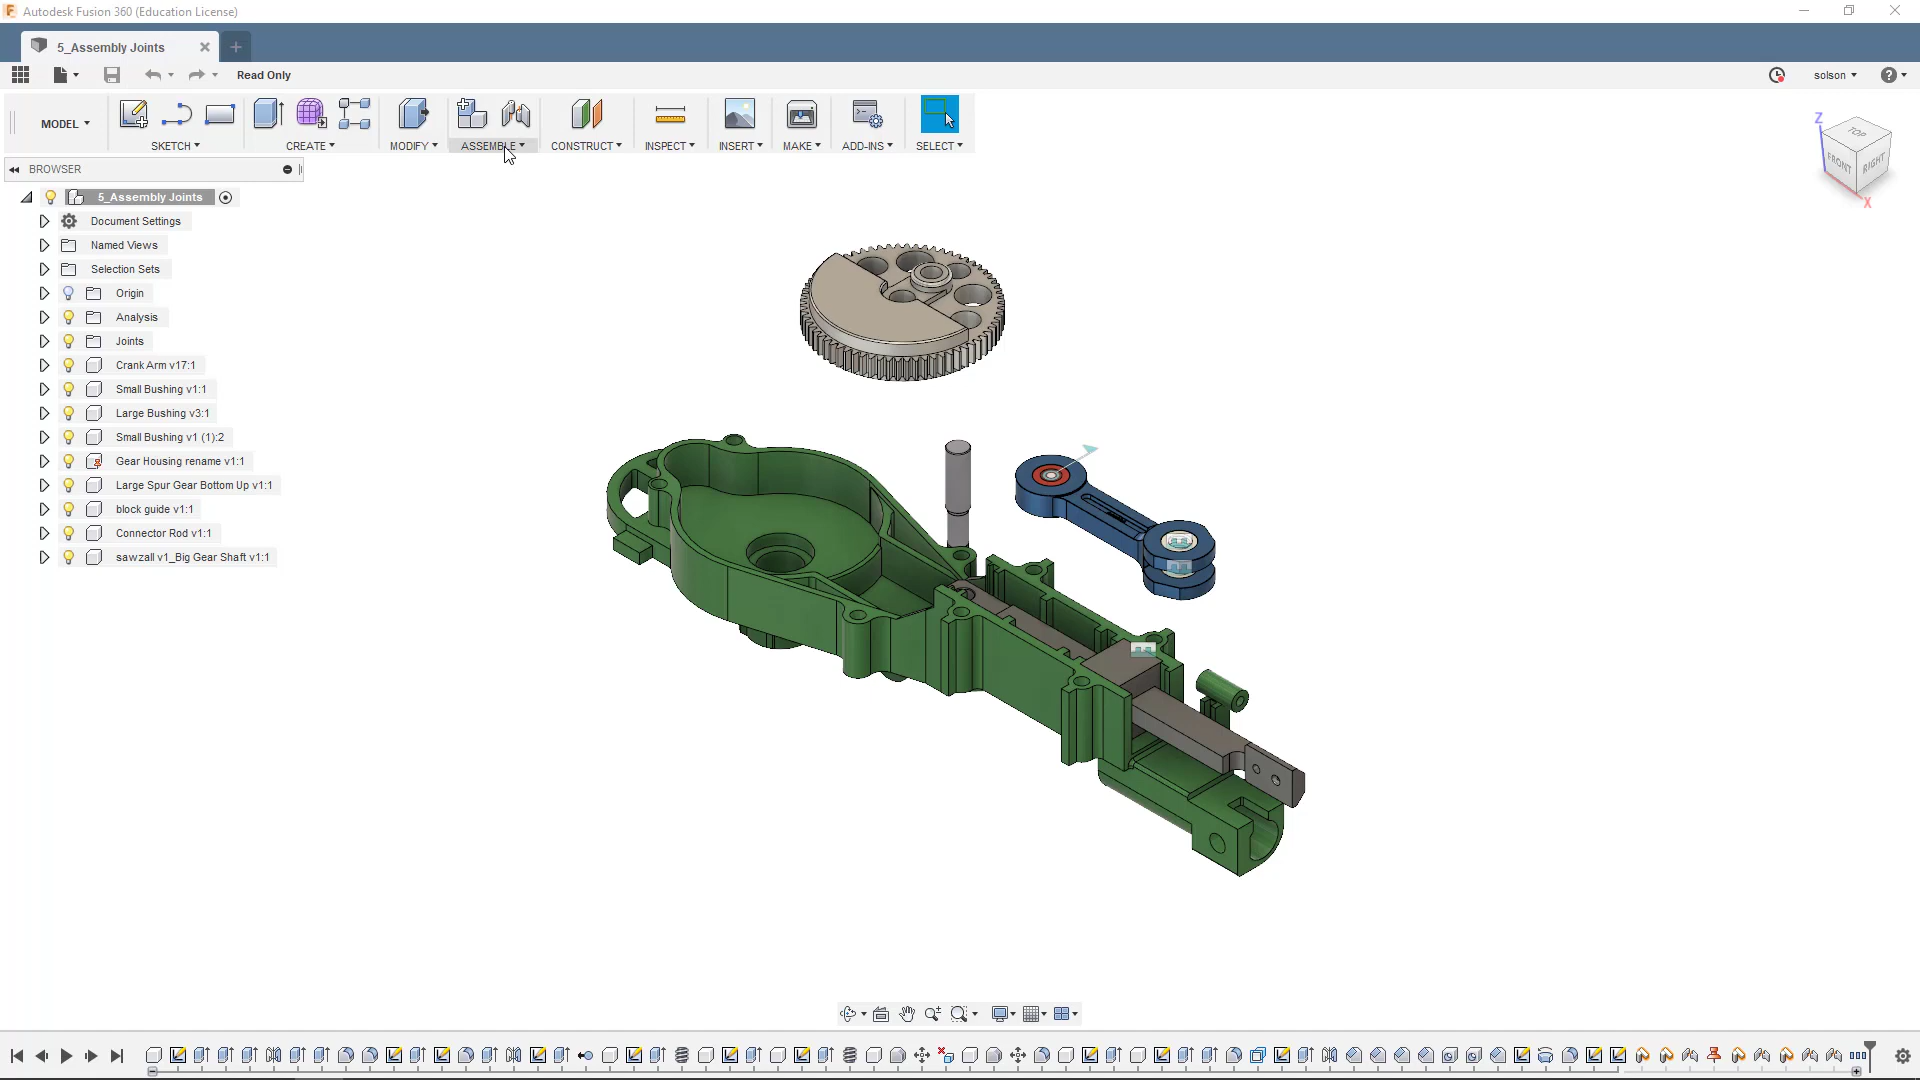 Autodesk Fusion 360 (Education License)
5_Assembly Joints
Read Only
solson
MODEL
SKETCH
CREATE
MODIFY
ASSEMBLE
CONSTRUCT
INSPECT
INSERT
MAKE
ADD-INS
SELECT
BROWSER
5_Assembly Joints
Document Settings
Named Views
Selection Sets
Origin
Analysis
Joints
Crank Arm v17:1
Small Bushing v1:1
Large Bushing v3:1
Small Bushing v1 (1):2
Gear Housing rename v1:1
Large Spur Gear Bottom Up v1:1
block guide v1:1
Connector Rod v1:1
sawzall v1_Big Gear Shaft v1:1
Z
TOP
FRONT
RIGHT
X